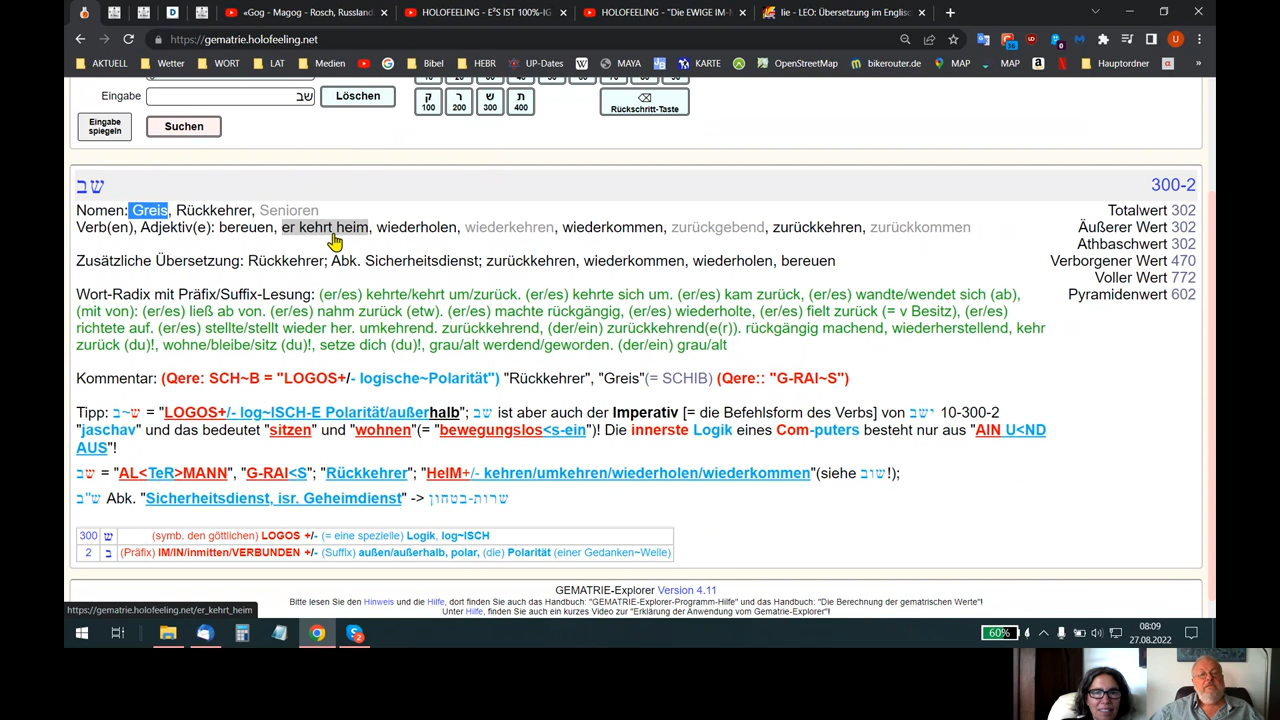 «Gog - Magog - Rosch, Russland
HOLOFEELING - E²S IST 100%-IG
HOLOFEELING - "Die EWIGE IM-M
lie - LEO: Übersetzung im Englisc
https://gematrie.holofeeling.net
AKTUELL Wetter WORT LAT Medien Bibel HEBR UP-Dates MAYA KARTE OpenStreetMap bikerouter.de MAP MAP Hauptordner »
Eingabe שב Löschen
ק ר ש ת
100 200 300 400
Rückschritt-Taste
Eingabe spiegeln
Suchen
שב 300-2
Nomen: Greis, Rückkehrer, Senioren
Totalwert 302
Verb(en), Adjektiv(e): bereuen, er kehrt heim, wiederholen, wiederkehren, wiederkommen, zurückgebend, zurückkehren, zurückkommen
Äußerer Wert 302
Athbaschwert 302
Verborgener Wert 470
Voller Wert 772
Pyramidenwert 602
Zusätzliche Übersetzung: Rückkehrer; Abk. Sicherheitsdienst; zurückkehren, wiederkommen, wiederholen, bereuen
Wort-Radix mit Präfix/Suffix-Lesung: (er/es) kehrte/kehrt um/zurück. (er/es) kehrte sich um. (er/es) kam zurück, (er/es) wandte/wendet sich (ab),
(mit von): (er/es) ließ ab von. (er/es) nahm zurück (etw). (er/es) machte rückgängig, (er/es) wiederholte, (er/es) fielt zurück (= v Besitz), (er/es)
richtete auf. (er/es) stellte/stellt wieder her. umkehrend. zurückkehrend, (der/ein) zurückkehrend(e(r)). rückgängig machend, wiederherstellend, kehr
zurück (du)!, wohne/bleibe/sitz (du)!, setze dich (du)!, grau/alt werdend/geworden. (der/ein) grau/alt
Kommentar: (Qere: SCH~B = "LOGOS+/- logische~Polarität") "Rückkehrer", "Greis"(= SCHIB) (Qere:: "G-RAI~S")
Tipp: ש~ב = "LOGOS+/- log~ISCH-E Polarität/außerhalb"; שב ist aber auch der Imperativ [= die Befehlsform des Verbs] von ישב 10-300-2
"jaschav" und das bedeutet "sitzen" und "wohnen"(= "bewegungslos<s-ein")! Die innerste Logik eines Com-puters besteht nur aus "AIN U<ND
AUS"!
שב = "AL<TeR>MANN", "G-RAI<S"; "Rückkehrer"; "HeIM+/- kehren/umkehren/wiederholen/wiederkommen"(siehe שוב!);
ש"ב Abk. "Sicherheitsdienst, isr. Geheimdienst" -> שרות-בטחון
300 ש (symb. den göttlichen) LOGOS +/- (= eine spezielle) Logik, log~ISCH
2 ב (Präfix) IM/IN/inmitten/VERBUNDEN +/- (Suffix) außen/außerhalb, polar, (die) Polarität (einer Gedanken~Welle)
GEMATRIE-Explorer Version 4.11
Bitte lesen Sie den Hinweis und die Hilfe, dort finden Sie auch das Handbuch: "GEMATRIE-Explorer-Programm-Hilfe" und das Handbuch: "Die Berechnung der gematrischen Werte"!
Unter Hilfe, finden Sie auch ein kurzes Video zur "Erklärung der Anwendung vom Gematrie-Explorer"!
https://gematrie.holofeeling.net/er_kehrt_heim
60%
08:09
27.08.2022